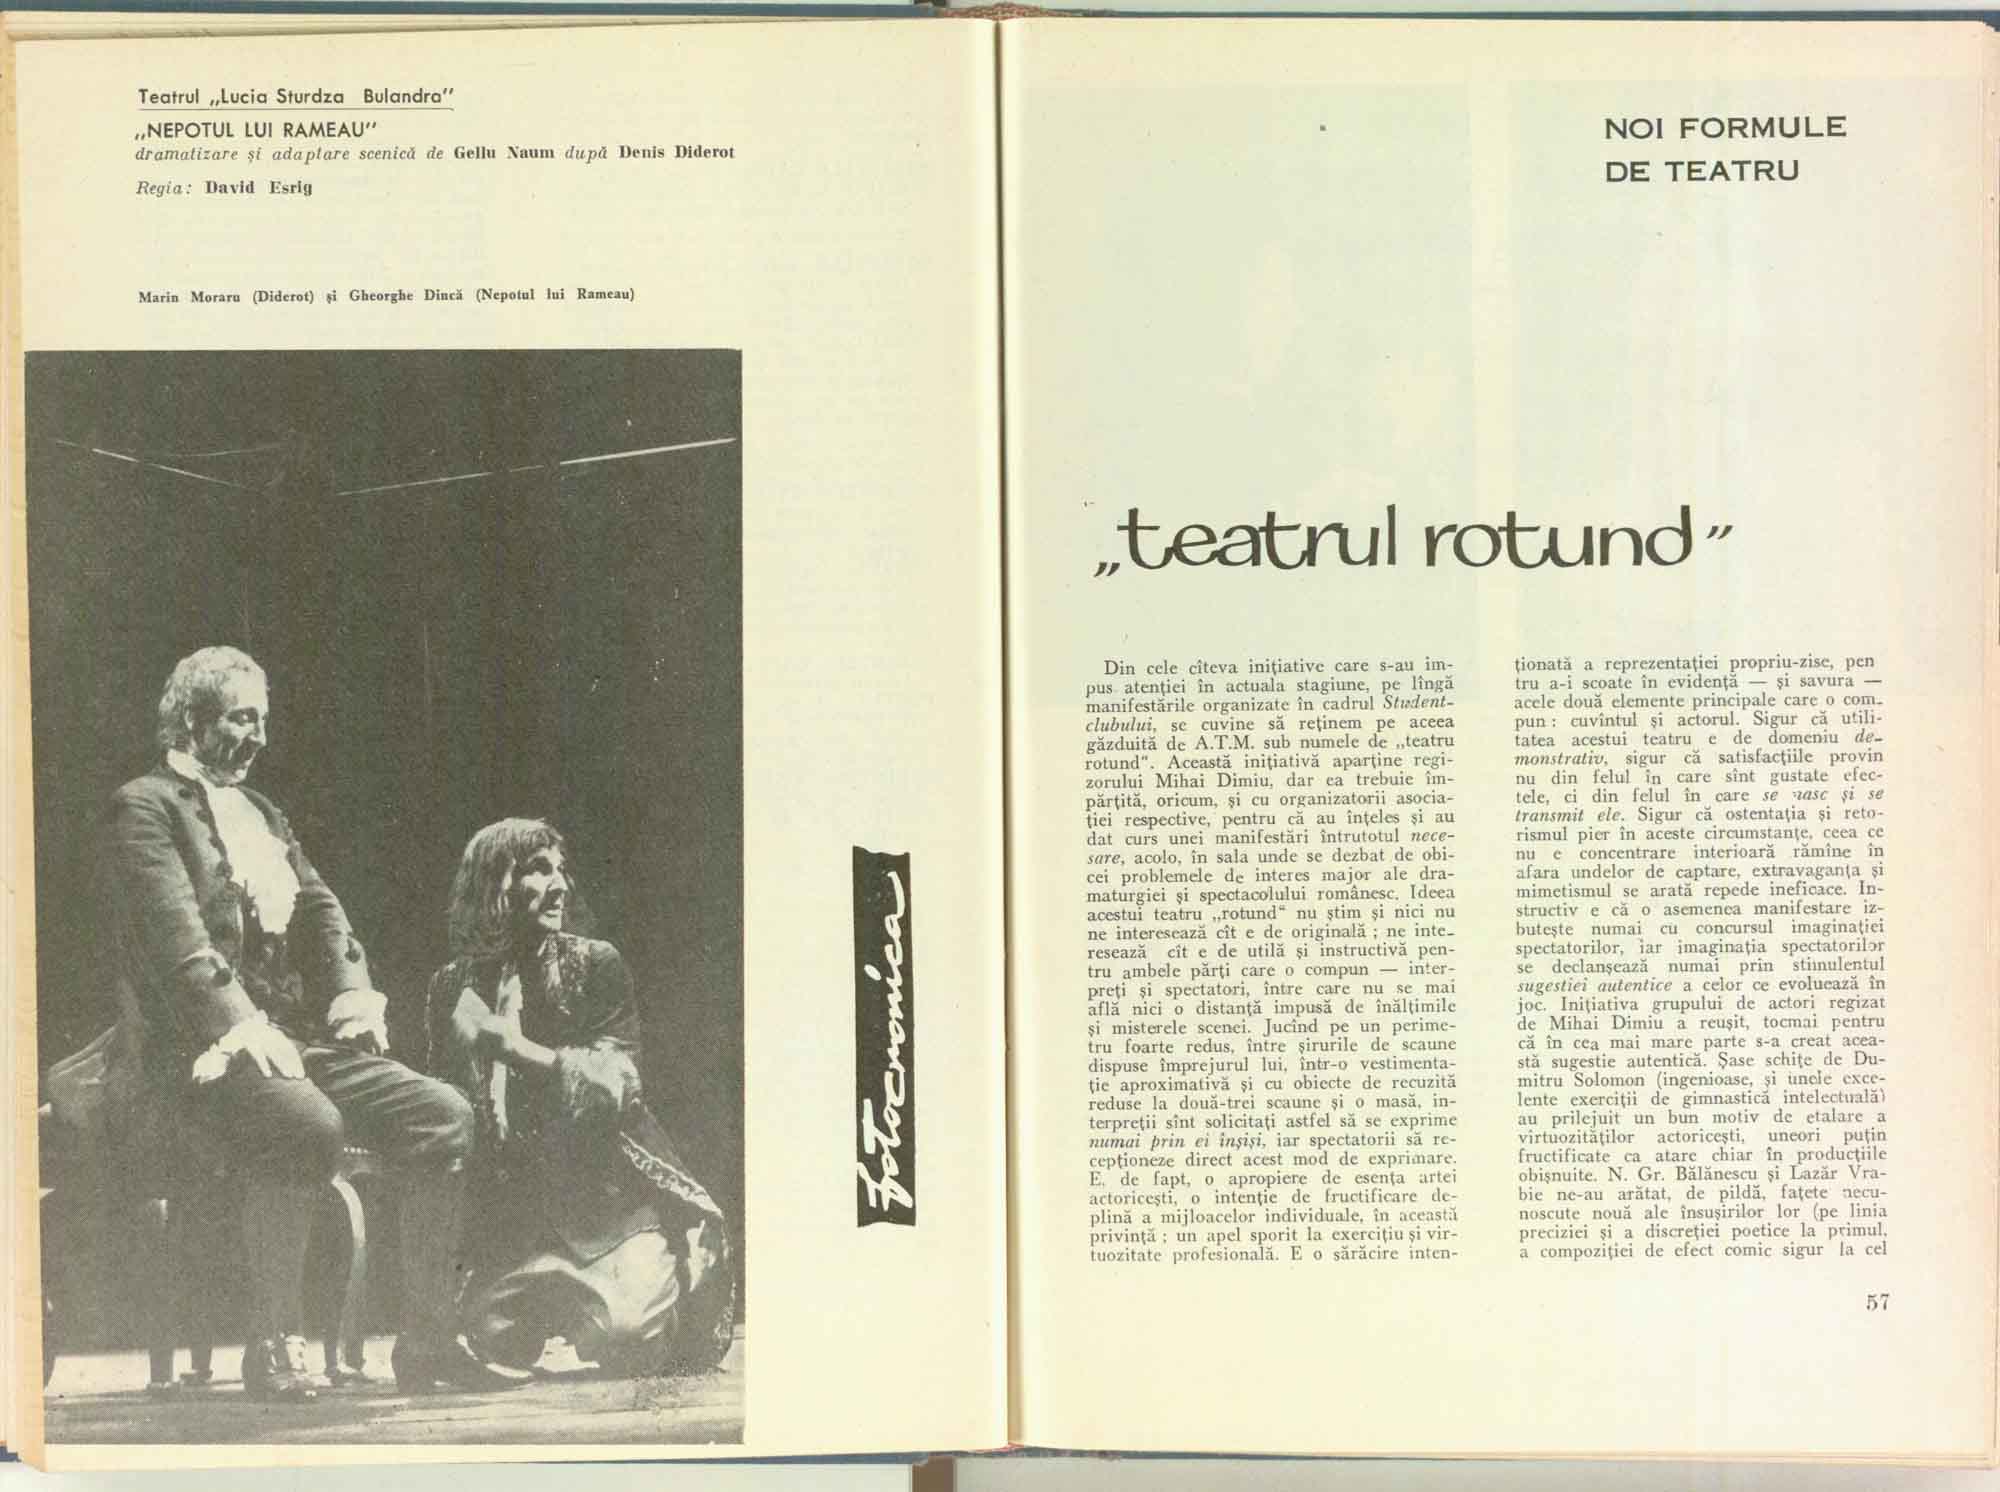 Teatrul „Lucia Sturdza Bulandra”
„NEPOTUL LUI RAMEAU”
dramatizare și adaptare scenică de Gellu Naum după Denis Diderot
Regia: David Esrig
Marin Moraru (Diderot) și Gheorghe Dincă (Nepotul lui Rameau)
fotocronica
NOI FORMULE
DE TEATRU
„teatrul rotund”
Din cele cîteva inițiative care s-au im-
pus atenției în actuala stagiune, pe lîngă
manifestările organizate în cadrul Student-
clubului, se cuvine să reținem pe aceea
găzduită de A.T.M. sub numele de „teatru
rotund“. Această inițiativă aparține regi-
zorului Mihai Dimiu, dar ea trebuie îm-
părțită, oricum, și cu organizatorii asocia-
ției respective, pentru că au înțeles și au
dat curs unei manifestări întrutotul nece-
sare, acolo, în sala unde se dezbat de obi-
cei problemele de interes major ale dra-
maturgiei și spectacolului românesc. Ideea
acestui teatru „rotund“ nu știm și nici nu
ne interesează cît e de originală ; ne inte-
resează cît e de utilă și instructivă pen-
tru ambele părți care o compun — inter-
preți și spectatori, între care nu se mai
află nici o distanță impusă de înălțimile
și misterele scenei. Jucînd pe un perime-
tru foarte redus, între șirurile de scaune
dispuse împrejurul lui, într-o vestimenta-
ție aproximativă și cu obiecte de recuzită
reduse la două-trei scaune și o masă, in-
terpreții sînt solicitați astfel să se exprime
numai prin ei înșiși, iar spectatorii să re-
cepționeze direct acest mod de exprimare.
E, de fapt, o apropiere de esența artei
actoricești, o intenție de fructificare de-
plină a mijloacelor individuale, în această
privință ; un apel sporit la exercițiu și vir-
tuozitate profesională. E o sărăcire inten-
ționată a reprezentației propriu-zise, pen
tru a-i scoate în evidență — și savura —
acele două elemente principale care o com-
pun : cuvîntul și actorul. Sigur că utili-
tatea acestui teatru e de domeniu de-
monstrativ, sigur că satisfacțiile provin
nu din felul în care sînt gustate efec-
tele, ci din felul în care se nasc și se
transmit ele. Sigur că ostentația și reto-
rismul pier în aceste circumstanțe, ceea ce
nu e concentrare interioară rămîne în
afara undelor de captare, extravaganța și
mimetismul se arată repede ineficace. In-
structiv e că o asemenea manifestare iz-
butește numai cu concursul imaginației
spectatorilor, iar imaginația spectatorilor
se declanșează numai prin stimulentul
sugestiei autentice a celor ce evoluează în
joc. Inițiativa grupului de actori regizat
de Mihai Dimiu a reușit, tocmai pentru
că în cea mai mare parte s-a creat acea-
stă sugestie autentică. Șase schițe de Du-
mitru Solomon (ingenioase, și unele exce-
lente exerciții de gimnastică intelectuală)
au prilejuit un bun motiv de etalare a
virtuozităților actoricești, uneori puțin
fructificate ca atare chiar în producțiile
obișnuite. N. Gr. Bălănescu și Lazăr Vra-
bie ne-au arătat, de pildă, fațete necu-
noscute nouă ale însușirilor lor (pe linia
preciziei și a discreției poetice la primul,
a compoziției de efect comic sigur la cel
57